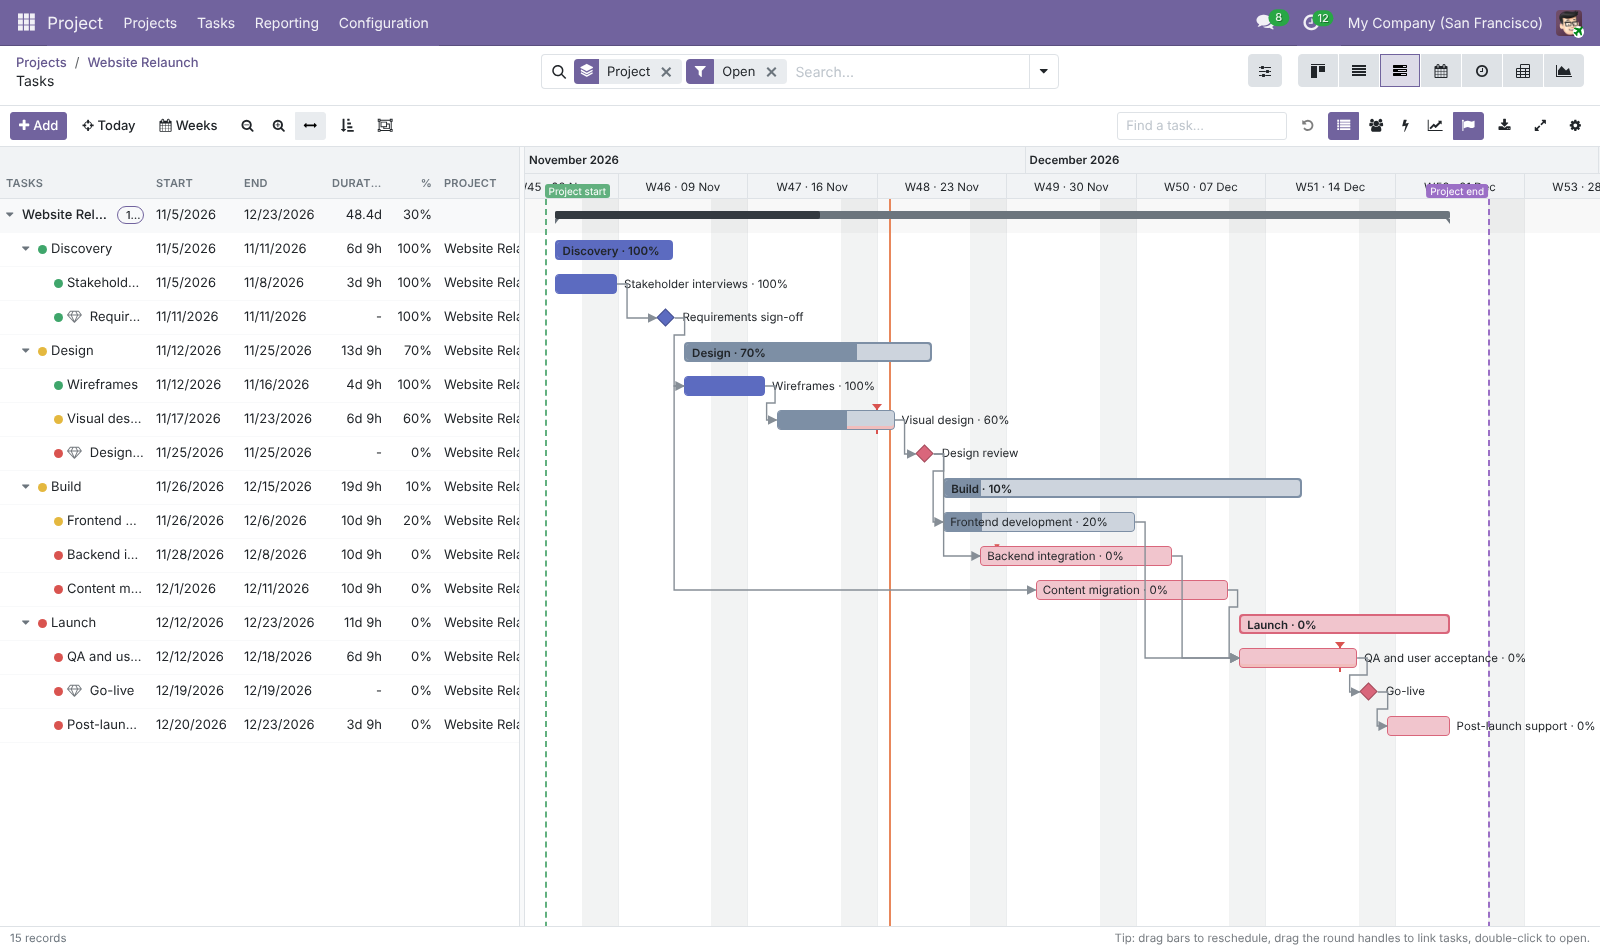 Project Projects Tasks Reporting Configuration 8 12 My Company (San Francisco)
Projects / Website Relaunch
Tasks
Project Open Search...
Add Today Weeks Find a task...
November 2026 December 2026
TASKS START END DURAT... % PROJECT
W46 · 09 Nov W47 · 16 Nov W48 · 23 Nov W49 · 30 Nov W50 · 07 Dec W51 · 14 Dec W53 · 28
Project start Project end
Website Rel... 1... 11/5/2026 12/23/2026 48.4d 30%
Discovery 11/5/2026 11/11/2026 6d 9h 100% Website Rela
Discovery · 100%
Stakehold... 11/5/2026 11/8/2026 3d 9h 100% Website Rela
Stakeholder interviews · 100%
Requir... 11/11/2026 11/11/2026 - 100% Website Rela
Requirements sign-off
Design 11/12/2026 11/25/2026 13d 9h 70% Website Rela
Design · 70%
Wireframes 11/12/2026 11/16/2026 4d 9h 100% Website Rela
Wireframes · 100%
Visual des... 11/17/2026 11/23/2026 6d 9h 60% Website Rela
Visual design · 60%
Design... 11/25/2026 11/25/2026 - 0% Website Rela
Design review
Build 11/26/2026 12/15/2026 19d 9h 10% Website Rela
Build · 10%
Frontend ... 11/26/2026 12/6/2026 10d 9h 20% Website Rela
Frontend development · 20%
Backend i... 11/28/2026 12/8/2026 10d 9h 0% Website Rela
Backend integration · 0%
Content m... 12/1/2026 12/11/2026 10d 9h 0% Website Rela
Content migration · 0%
Launch 12/12/2026 12/23/2026 11d 9h 0% Website Rela
Launch · 0%
QA and us... 12/12/2026 12/18/2026 6d 9h 0% Website Rela
QA and user acceptance · 0%
Go-live 12/19/2026 12/19/2026 - 0% Website Rela
Go-live
Post-laun... 12/20/2026 12/23/2026 3d 9h 0% Website Rela
Post-launch support · 0%
15 records
Tip: drag bars to reschedule, drag the round handles to link tasks, double-click to open.